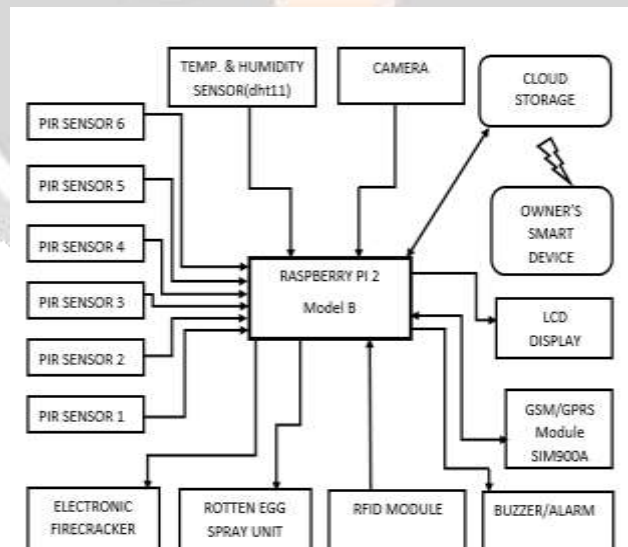 TEMP. & HUMIDITY
SENSOR(dht11)
CAMERA
CLOUD
STORAGE
PIR SENSOR 6
PIR SENSOR 5
PIR SENSOR 4
PIR SENSOR 3
PIR SENSOR 2
PIR SENSOR 1
OWNER'S
SMART
DEVICE
RASPBERRY PI 2
Model B
LCD
DISPLAY
GSM/GPRS
Module
SIM900A
ELECTRONIC
FIRECRACKER
ROTTEN EGG
SPRAY UNIT
RFID MODULE
BUZZER/ALARM